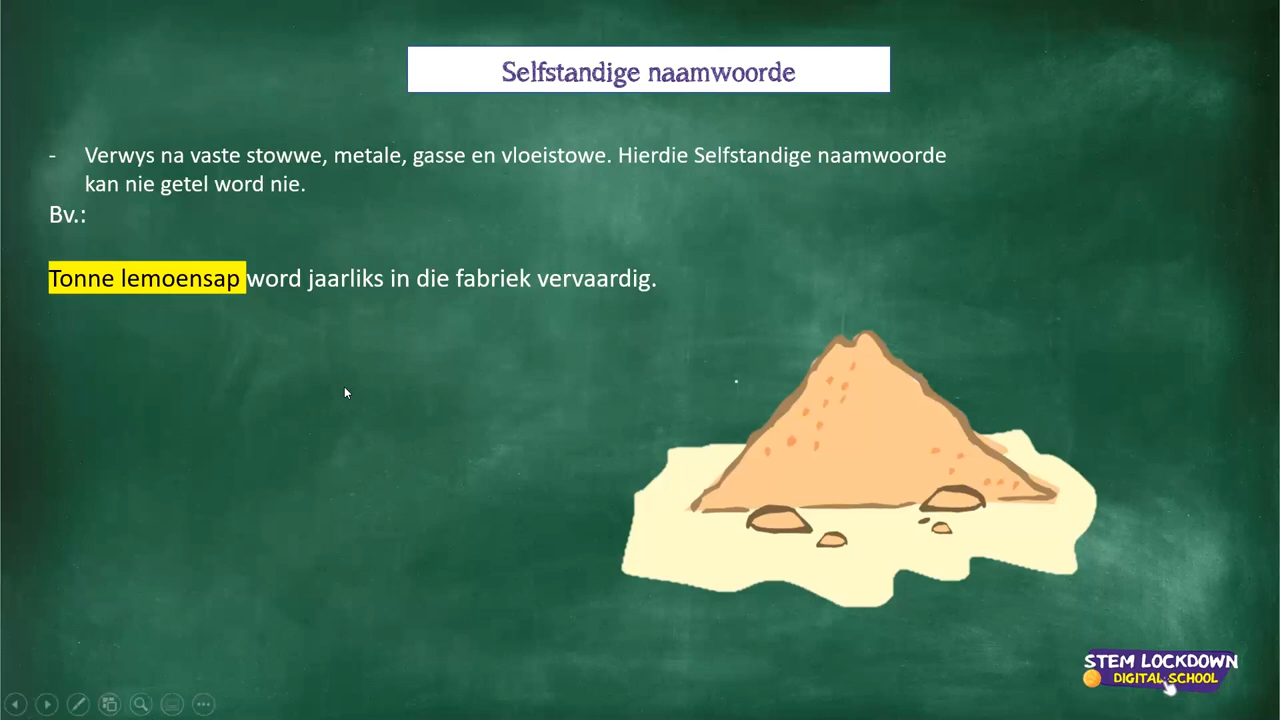 Selfstandige naamwoorde
- Verwys na vaste stowwe, metale, gasse en vloeistowe. Hierdie Selfstandige naamwoorde
kan nie getel word nie.
Bv.:
Tonne lemoensap word jaarliks in die fabriek vervaardig.
STEM LOCKDOWN
DIGITAL SCHOOL